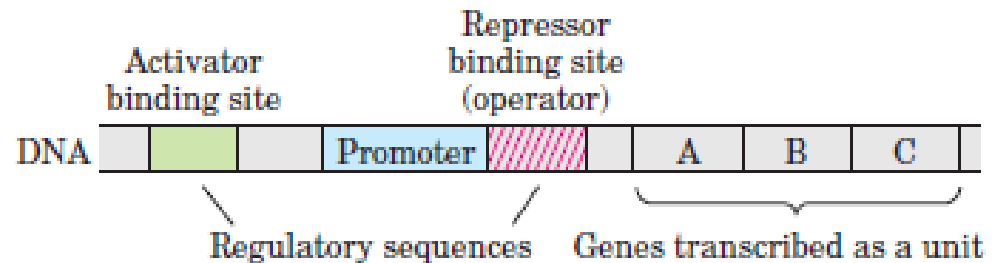 Activator
binding site
Repressor
binding site
(operator)
DNA
Promoter
A
B
C
Regulatory sequences
Genes transcribed as a unit